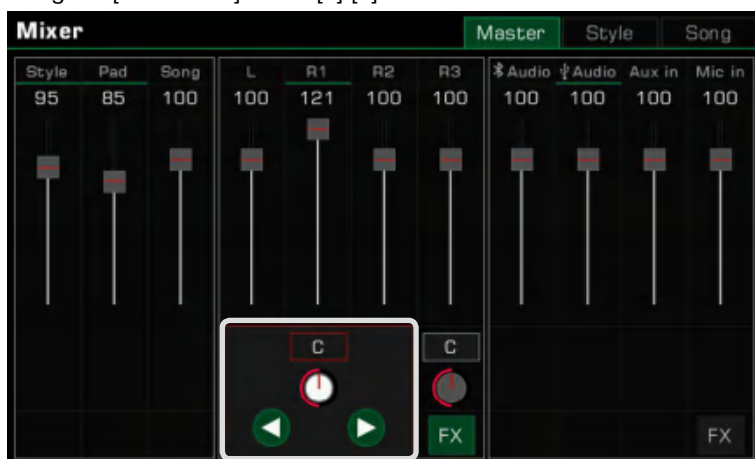 Mixer Master Style Song
Style Pad Song L R1 R2 R3 Audio Audio Aux in Mic in
95 85 100 100 121 100 100 100 100 100 100
C C
FX FX